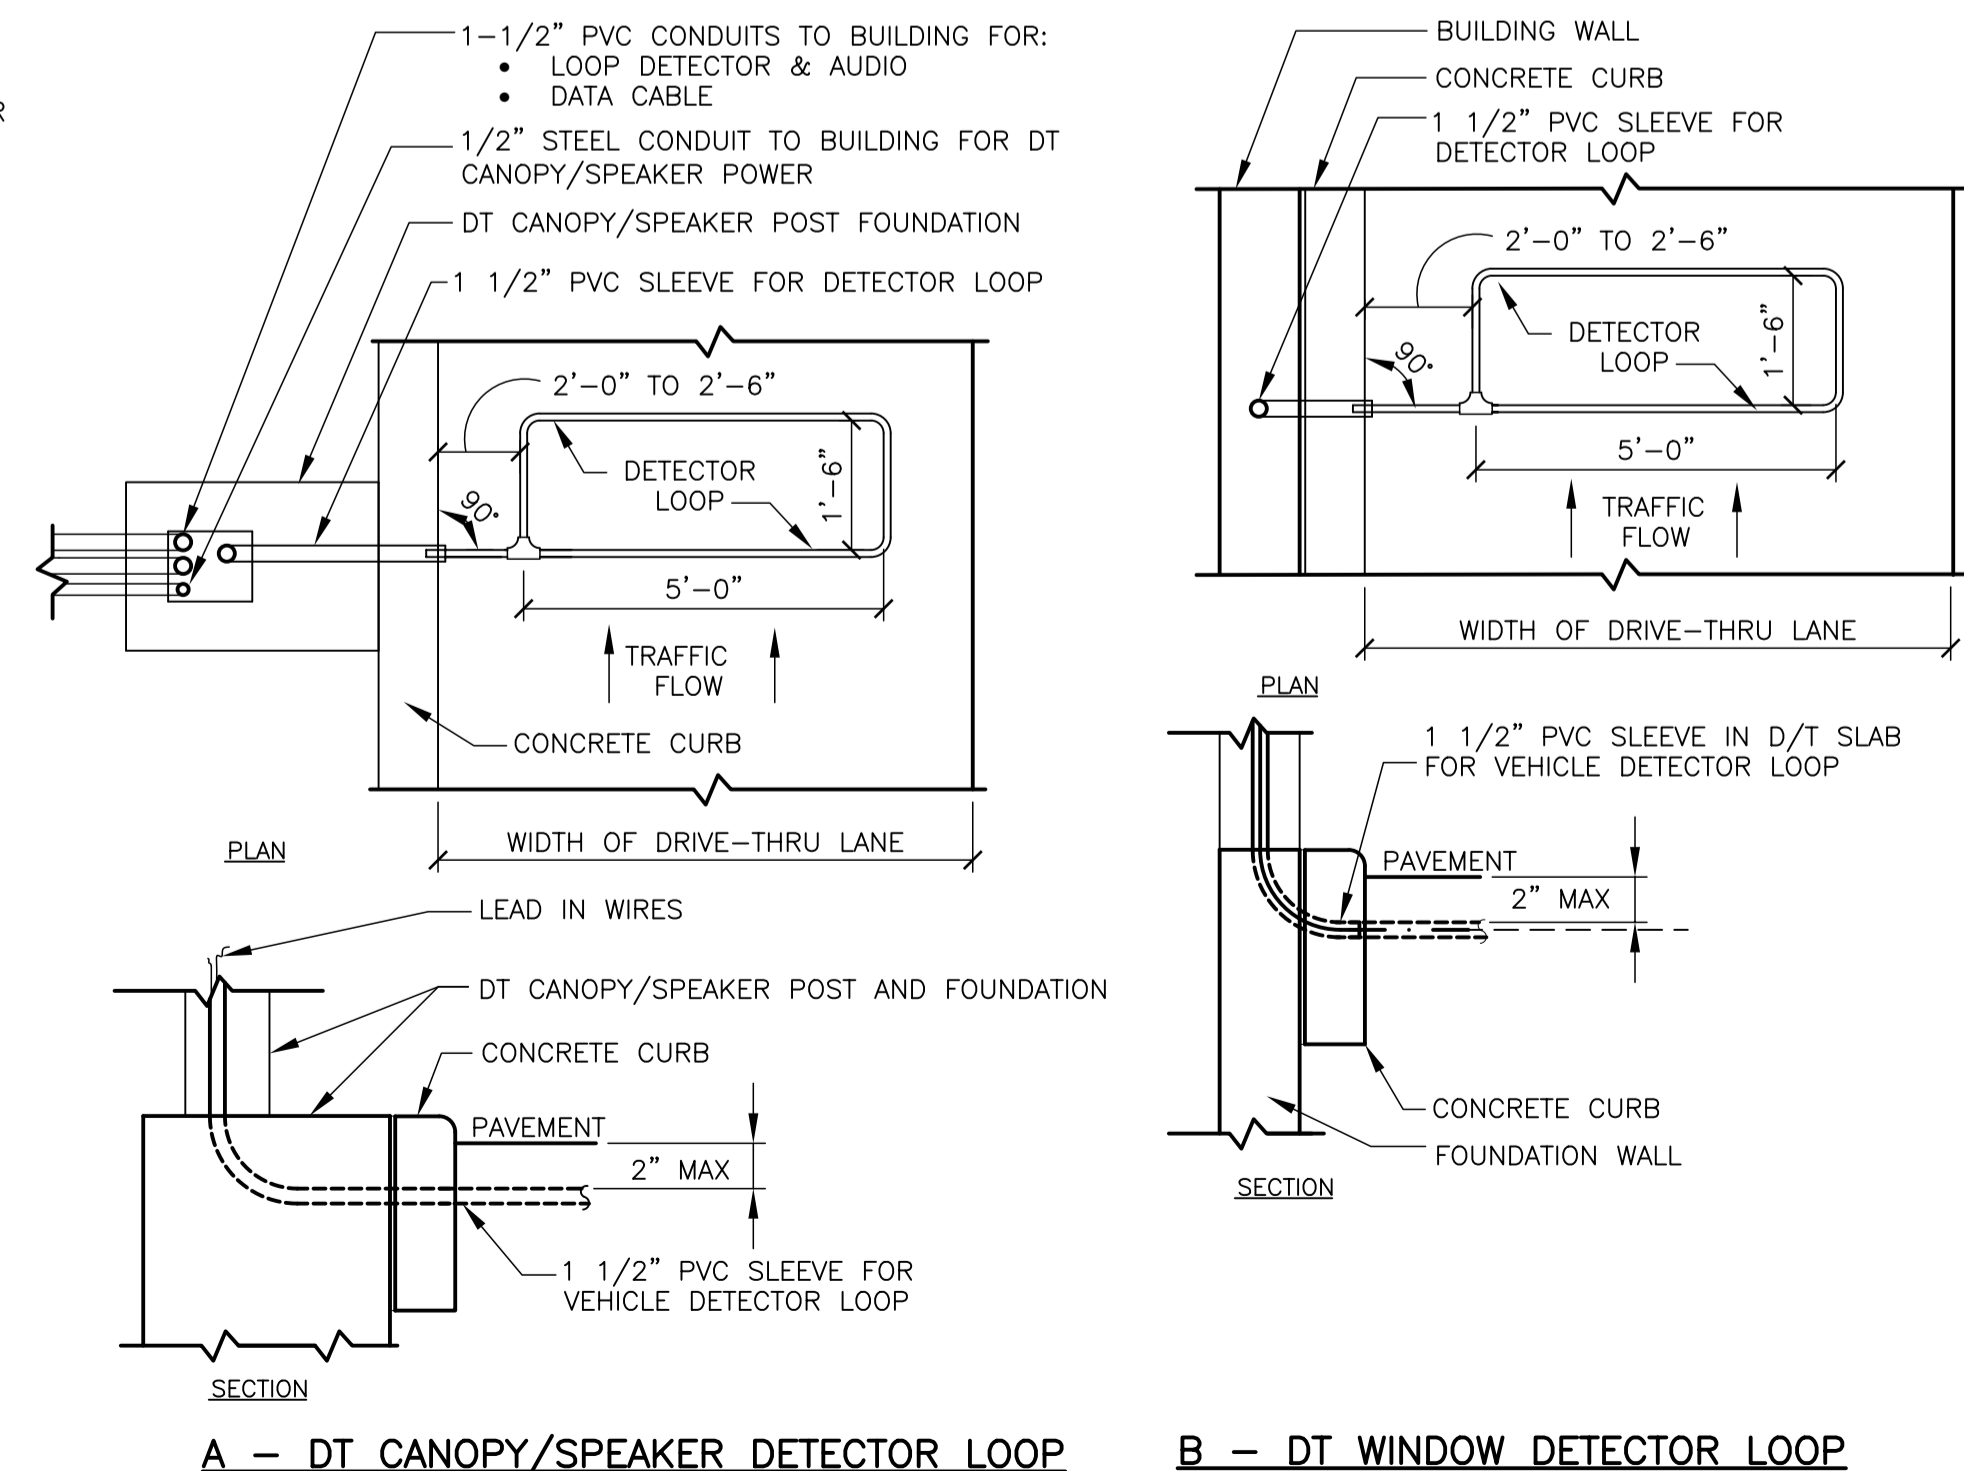 R
1-1/2" PVC CONDUITS TO BUILDING FOR:
• LOOP DETECTOR & AUDIO
• DATA CABLE
1/2" STEEL CONDUIT TO BUILDING FOR DT
CANOPY/SPEAKER POWER
DT CANOPY/SPEAKER POST FOUNDATION
1 1/2" PVC SLEEVE FOR DETECTOR LOOP
2'-0" TO 2'-6"
DETECTOR
LOOP
1'-6"
90°
5'-0"
TRAFFIC
FLOW
CONCRETE CURB
WIDTH OF DRIVE-THRU LANE
PLAN
LEAD IN WIRES
DT CANOPY/SPEAKER POST AND FOUNDATION
CONCRETE CURB
PAVEMENT
2" MAX
1 1/2" PVC SLEEVE FOR
VEHICLE DETECTOR LOOP
SECTION
A - DT CANOPY/SPEAKER DETECTOR LOOP
BUILDING WALL
CONCRETE CURB
1 1/2" PVC SLEEVE FOR
DETECTOR LOOP
2'-0" TO 2'-6"
DETECTOR
LOOP
1'-6"
90°
5'-0"
TRAFFIC
FLOW
WIDTH OF DRIVE-THRU LANE
PLAN
1 1/2" PVC SLEEVE IN D/T SLAB
FOR VEHICLE DETECTOR LOOP
PAVEMENT
2" MAX
CONCRETE CURB
FOUNDATION WALL
SECTION
B - DT WINDOW DETECTOR LOOP